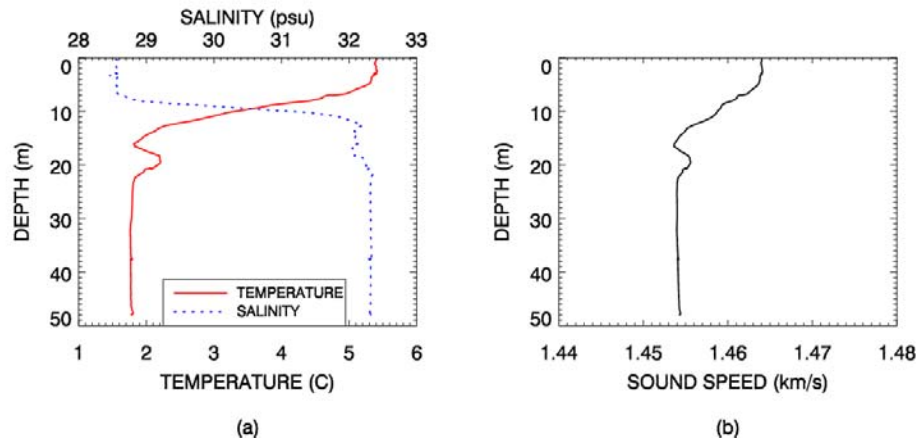 SALINITY (psu)
28 29 30 31 32 33
0
10
20
30
40
50
DEPTH (m)
TEMPERATURE
SALINITY
1 2 3 4 5 6
TEMPERATURE (C)
(a)
0
10
20
30
40
50
DEPTH (m)
1.44 1.45 1.46 1.47 1.48
SOUND SPEED (km/s)
(b)